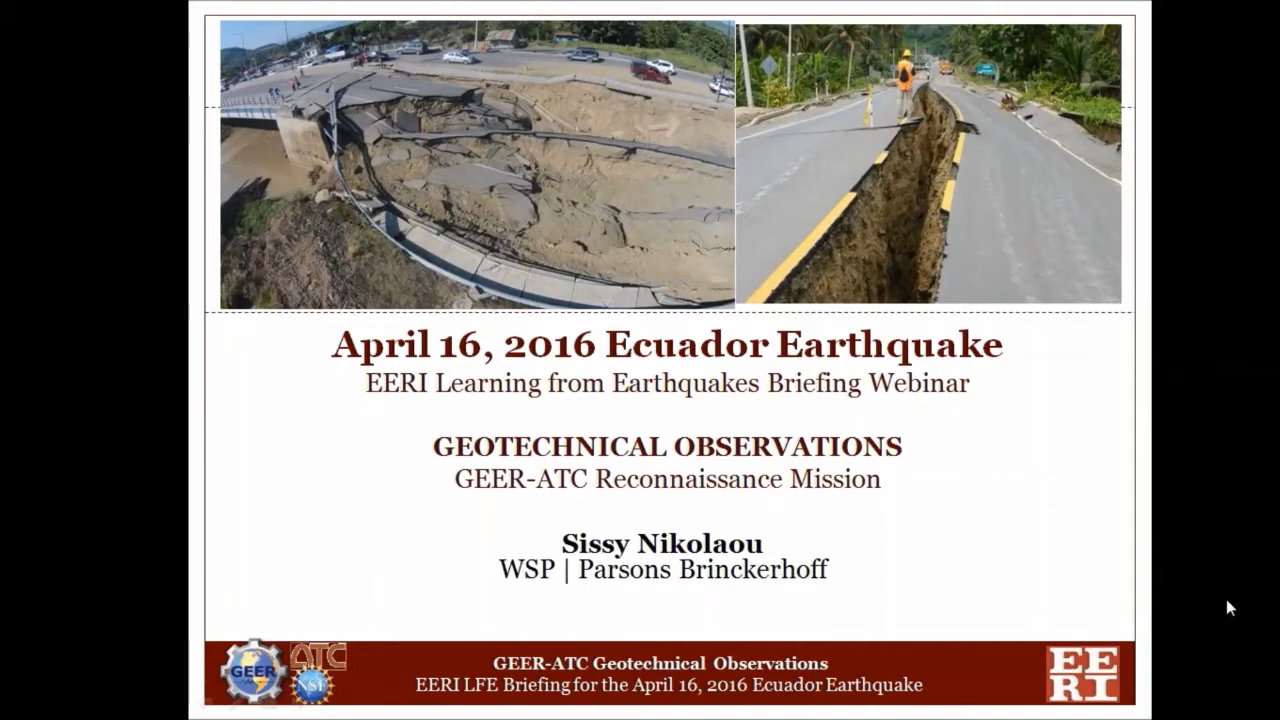 April 16, 2016 Ecuador Earthquake
EERI Learning from Earthquakes Briefing Webinar
GEOTECHNICAL OBSERVATIONS
GEER-ATC Reconnaissance Mission
Sissy Nikolaou
WSP | Parsons Brinckerhoff
GEER
ATC
NSF
GEER-ATC Geotechnical Observations
EERI LFE Briefing for the April 16, 2016 Ecuador Earthquake
EE
RI